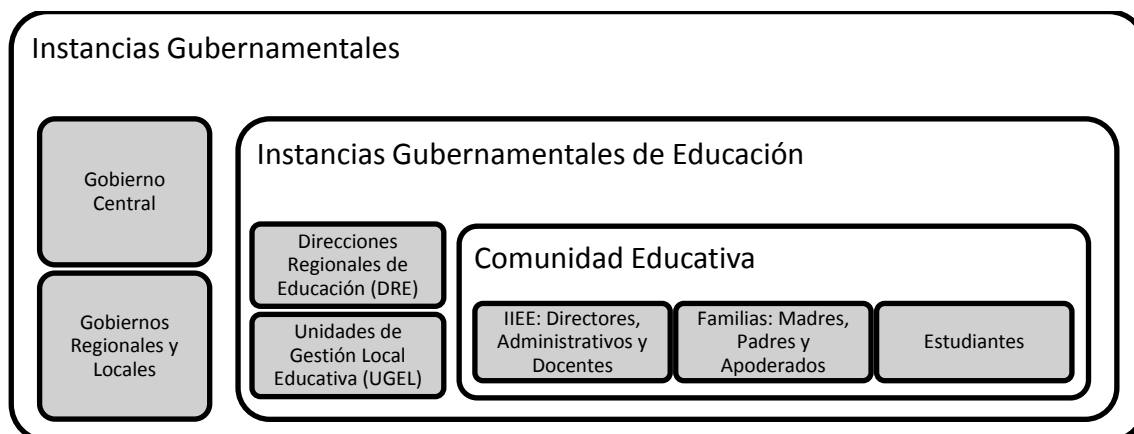 Instancias Gubernamentales
Gobierno
Central
Gobiernos
Regionales y
Locales
Instancias Gubernamentales de Educación
Direcciones
Regionales de
Educación (DRE)
Unidades de
Gestión Local
Educativa (UGEL)
Comunidad Educativa
IIEE: Directores,
Administrativos y
Docentes
Familias: Madres,
Padres y
Apoderados
Estudiantes